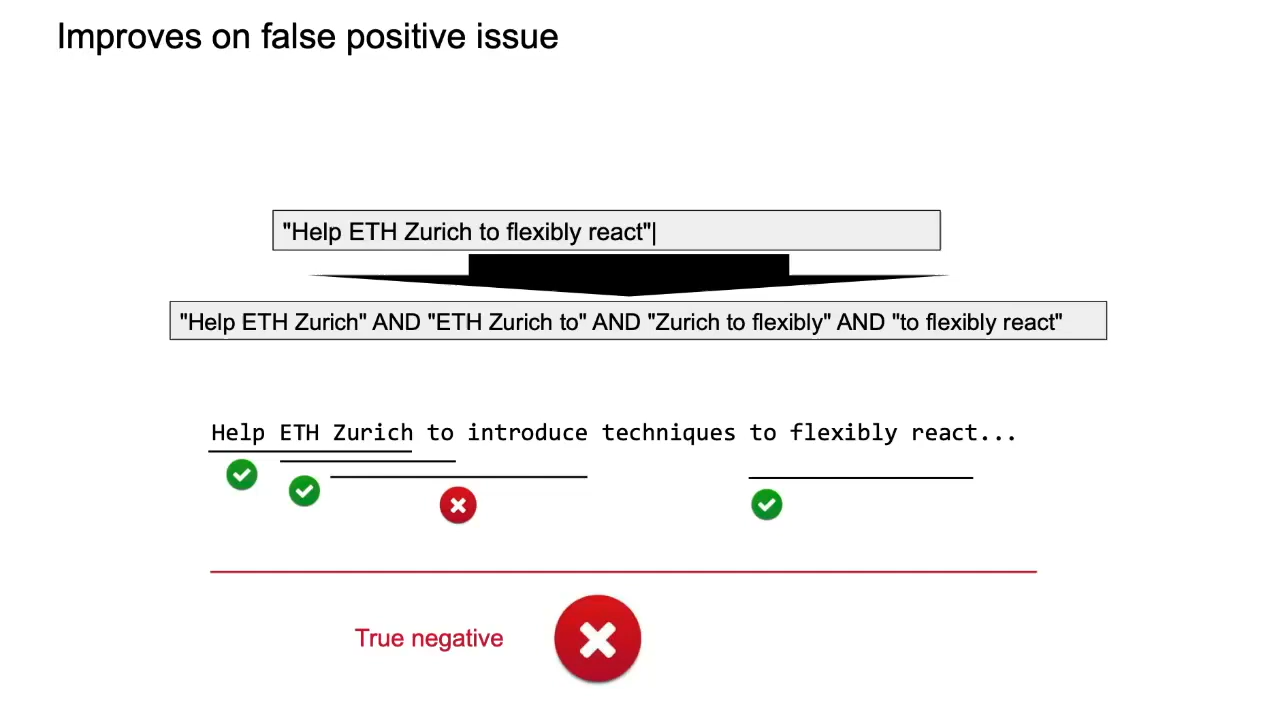 Improves on false positive issue
"Help ETH Zurich to flexibly react"|
"Help ETH Zurich" AND "ETH Zurich to" AND "Zurich to flexibly" AND "to flexibly react"
Help ETH Zurich to introduce techniques to flexibly react...
True negative